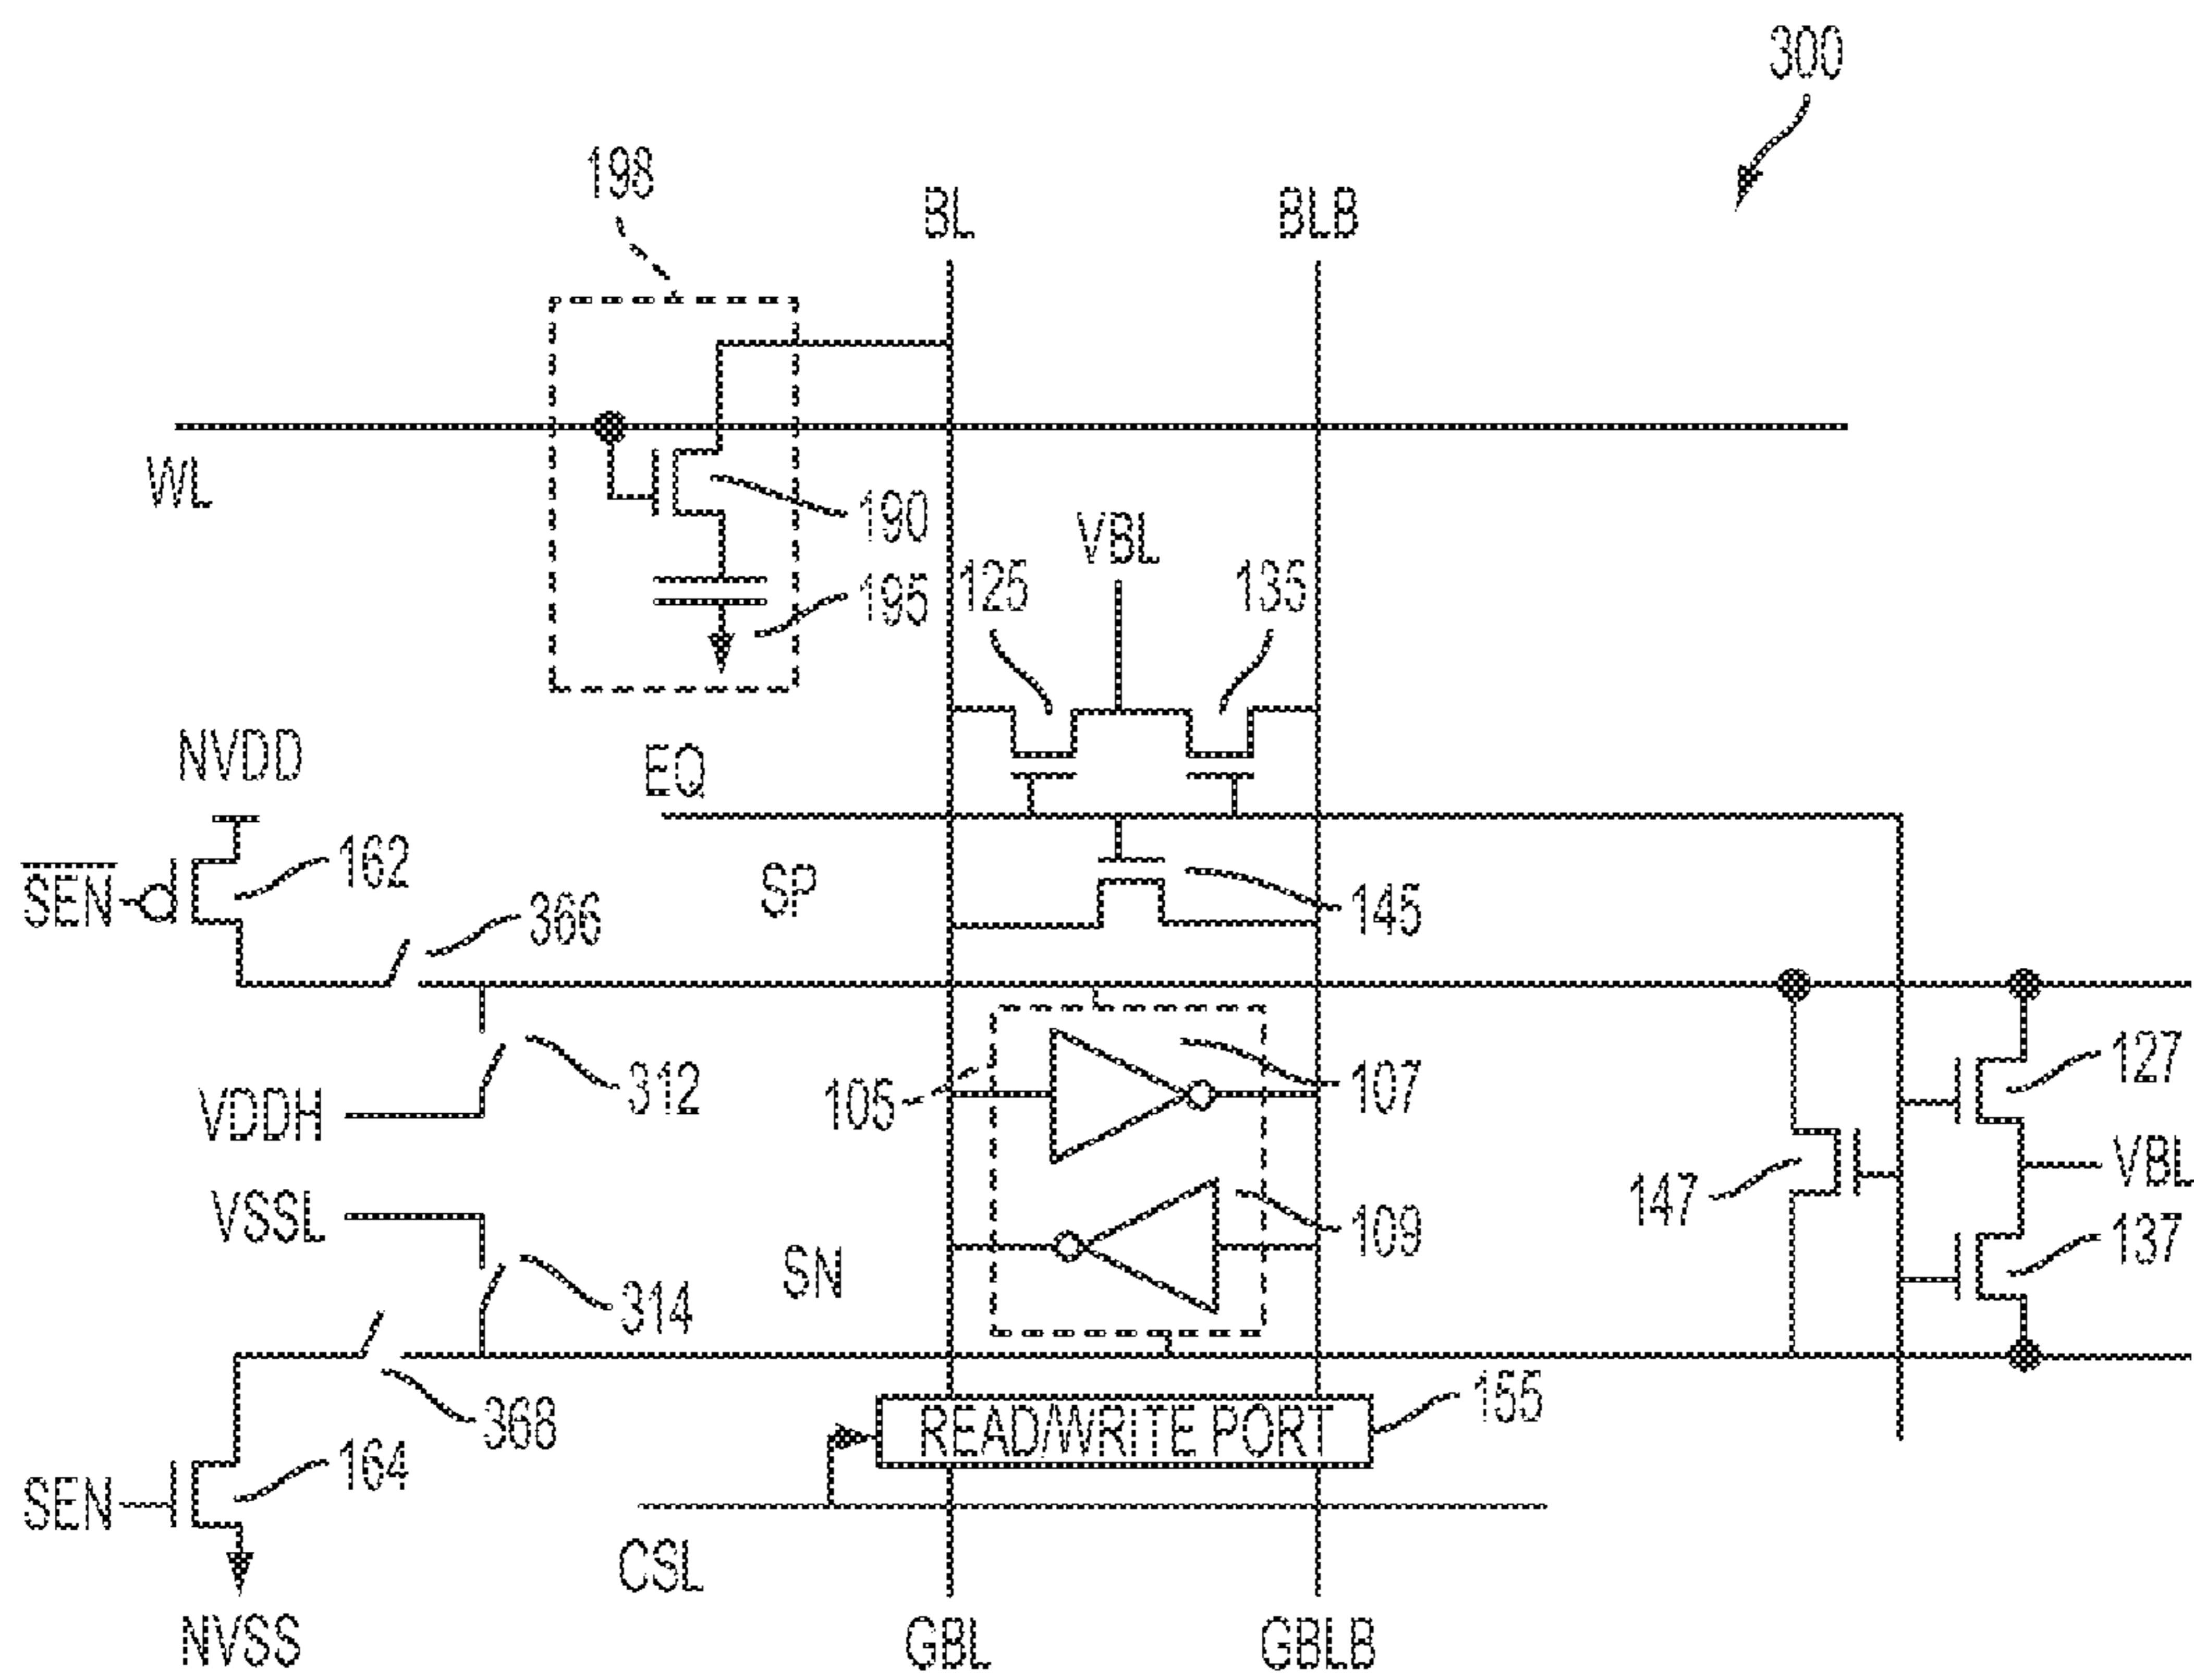 300
198
BL
BLB
WL
190
VBL
195
125
135
NVDD
EQ
SEN
162
SP
145
366
105
107
127
312
VDDH
147
VBL
VSSL
109
137
SN
314
368
READ/WRITE PORT
155
SEN
164
CSL
NVSS
GBL
GBLB